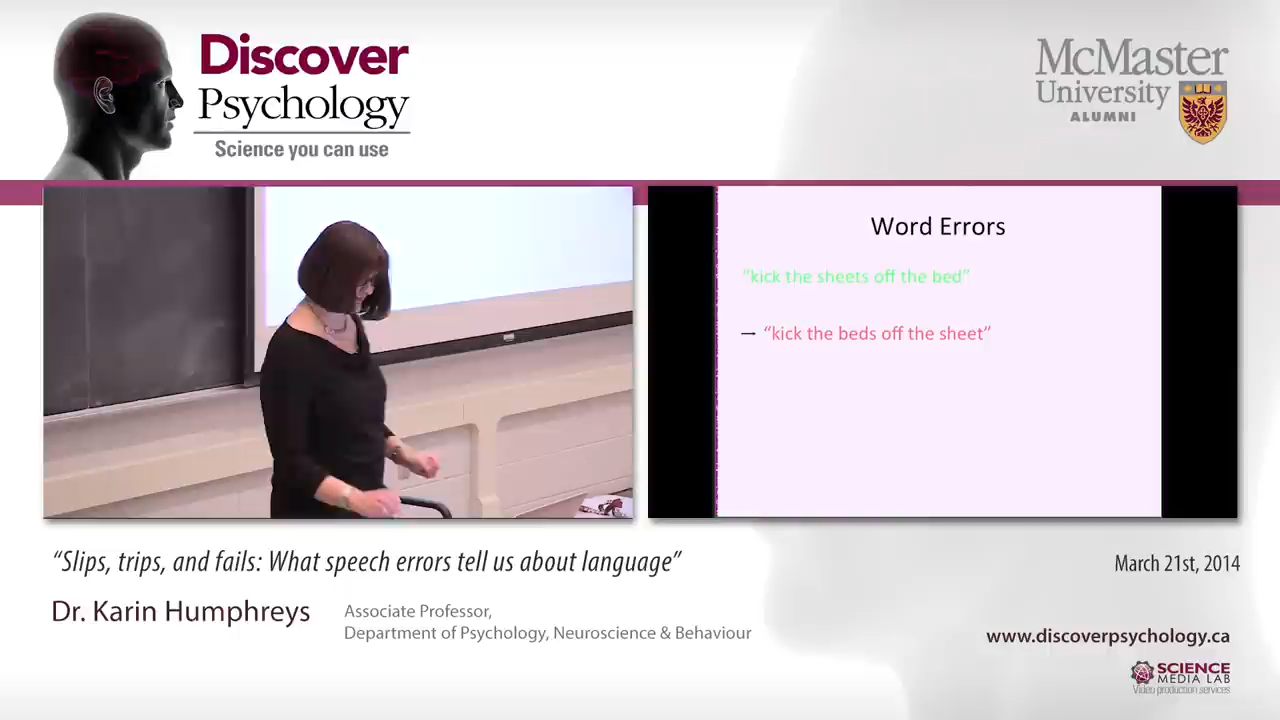 Discover
Psychology
Science you can use
McMaster
University
ALUMNI
Word Errors
“kick the sheets off the bed”
→ “kick the beds off the sheet”
“Slips, trips, and fails: What speech errors tell us about language”
March 21st, 2014
Dr. Karin Humphreys
Associate Professor,
Department of Psychology, Neuroscience & Behaviour
www.discoverpsychology.ca
SCIENCE
MEDIA LAB
Video production services